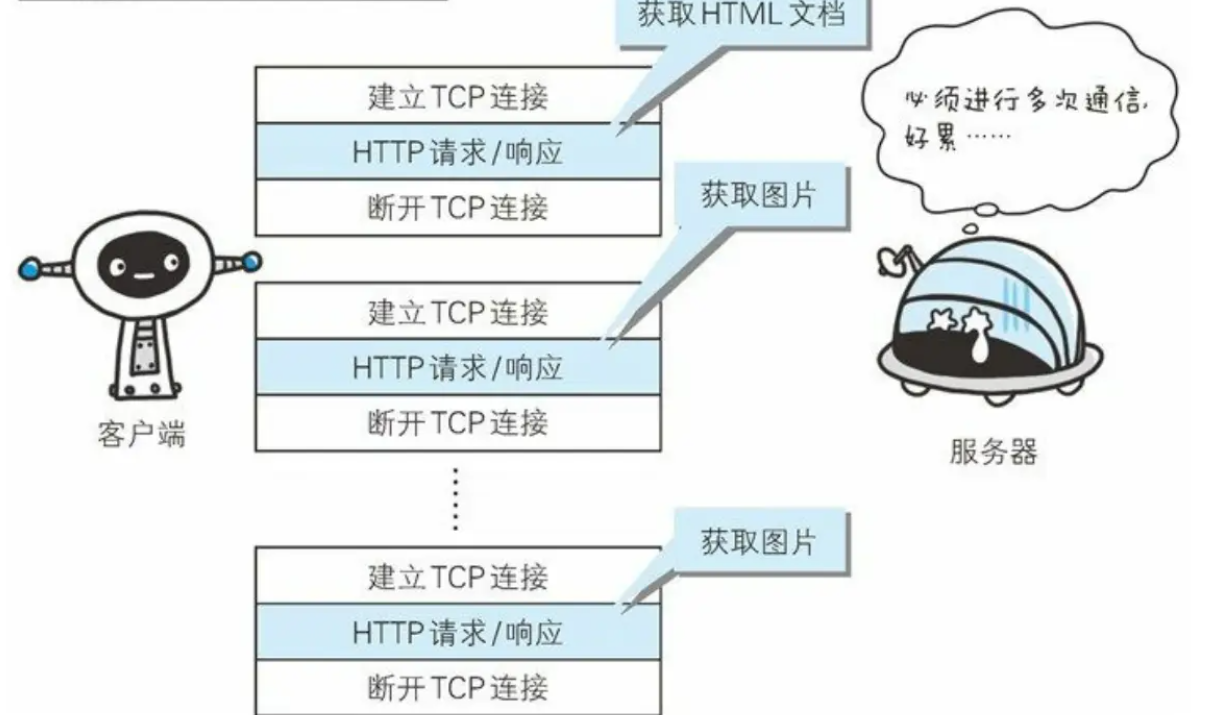 获取HTML文档
建立TCP连接
HTTP请求/响应
断开TCP连接
必须进行多次通信,
好累……
获取图片
建立TCP连接
HTTP请求/响应
断开TCP连接
客户端
服务器
获取图片
建立TCP连接
HTTP请求/响应
断开TCP连接